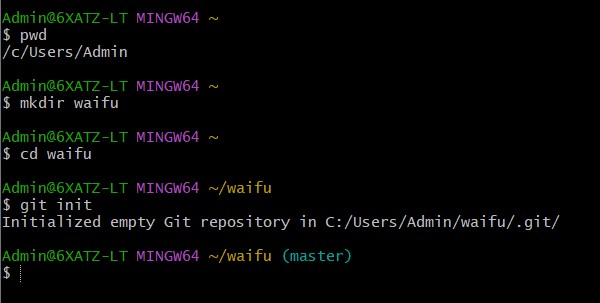 Admin@6XATZ-LT MINGW64 ~
$ pwd
/c/Users/Admin
Admin@6XATZ-LT MINGW64 ~
$ mkdir waifu
Admin@6XATZ-LT MINGW64 ~
$ cd waifu
Admin@6XATZ-LT MINGW64 ~/waifu
$ git init
Initialized empty Git repository in C:/Users/Admin/waifu/.git/
Admin@6XATZ-LT MINGW64 ~/waifu (master)
$